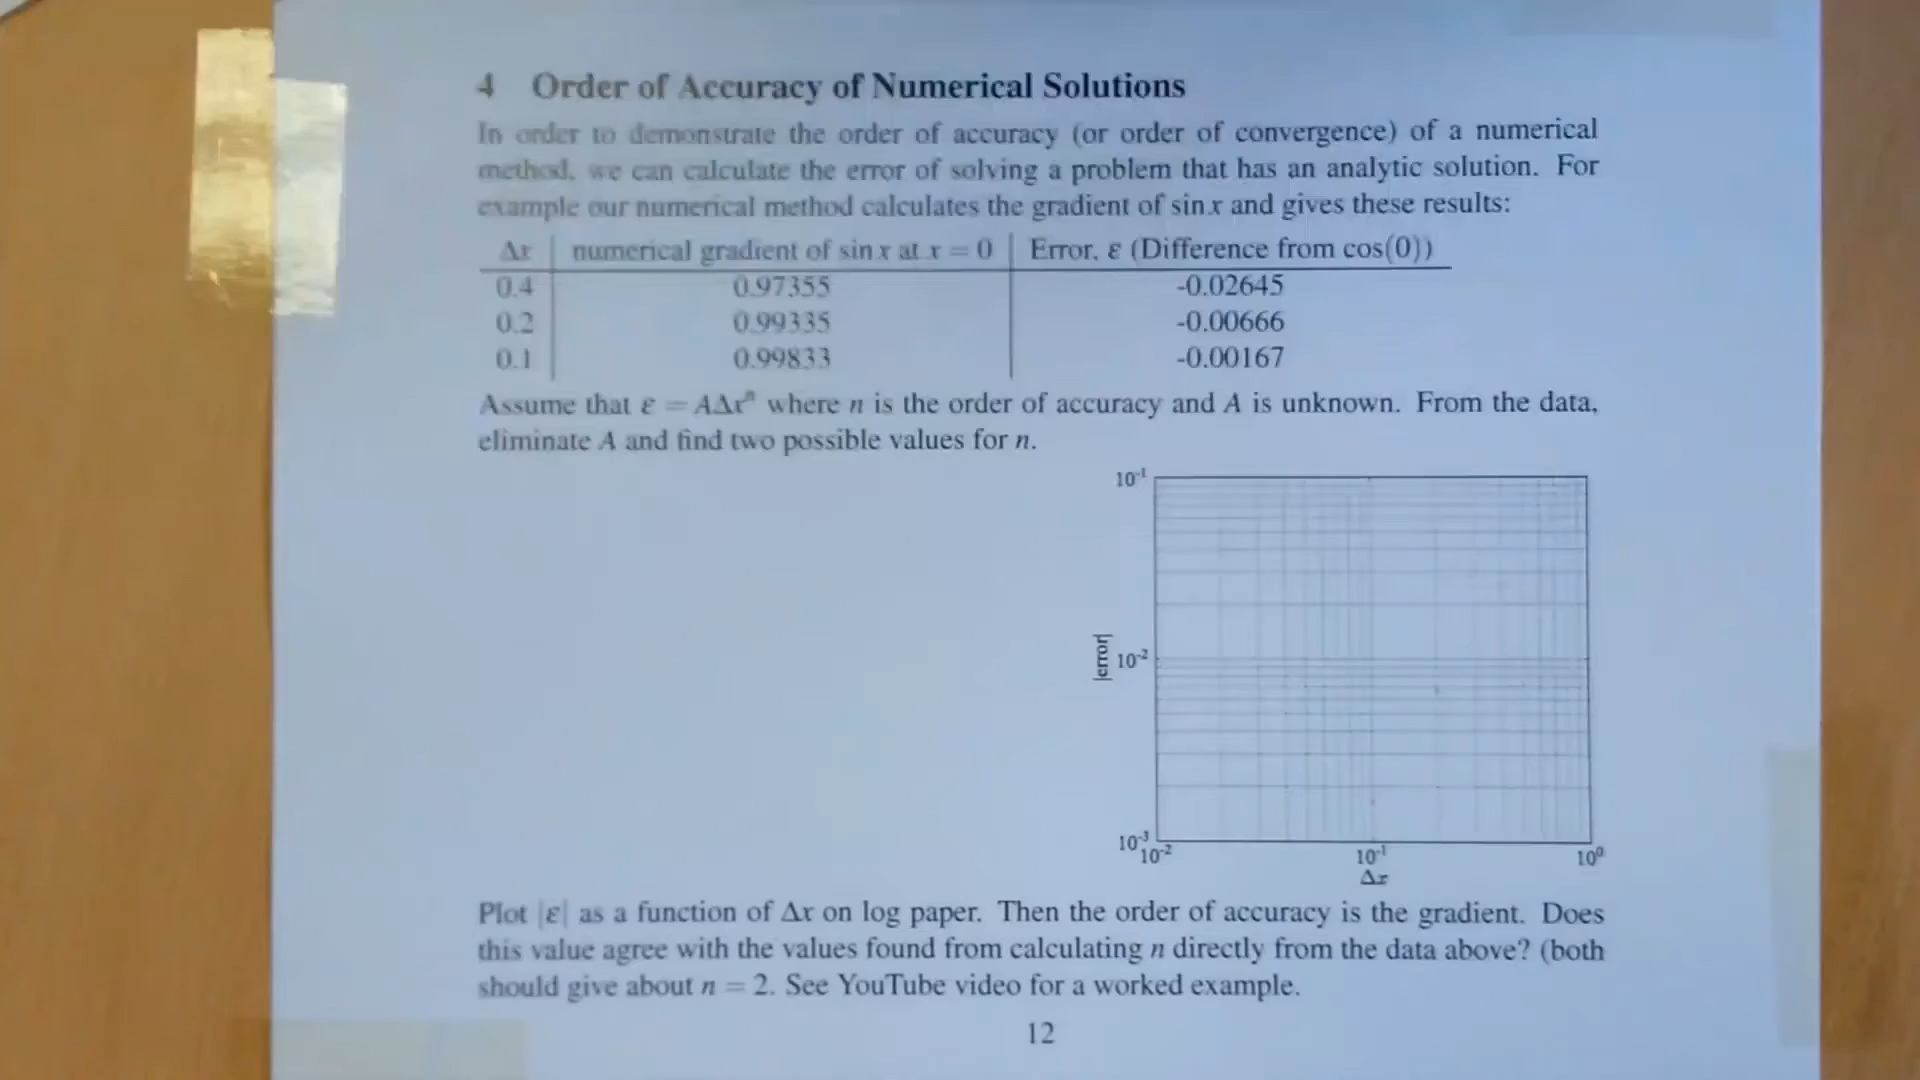 4 Order of Accuracy of Numerical Solutions
In order to demonstrate the order of accuracy (or order of convergence) of a numerical
method, we can calculate the error of solving a problem that has an analytic solution. For
example our numerical method calculates the gradient of sin x and gives these results:
Δx numerical gradient of sin x at x = 0 Error, ε (Difference from cos(0))
0.4 0.97355 -0.02645
0.2 0.99335 -0.00666
0.1 0.99833 -0.00167
Assume that ε = AΔxⁿ where n is the order of accuracy and A is unknown. From the data,
eliminate A and find two possible values for n.
10⁻¹
|error|
10⁻²
10⁻³
10⁻² 10⁻¹ 10⁰
Δx
Plot |ε| as a function of Δx on log paper. Then the order of accuracy is the gradient. Does
this value agree with the values found from calculating n directly from the data above? (both
should give about n = 2. See YouTube video for a worked example.
12